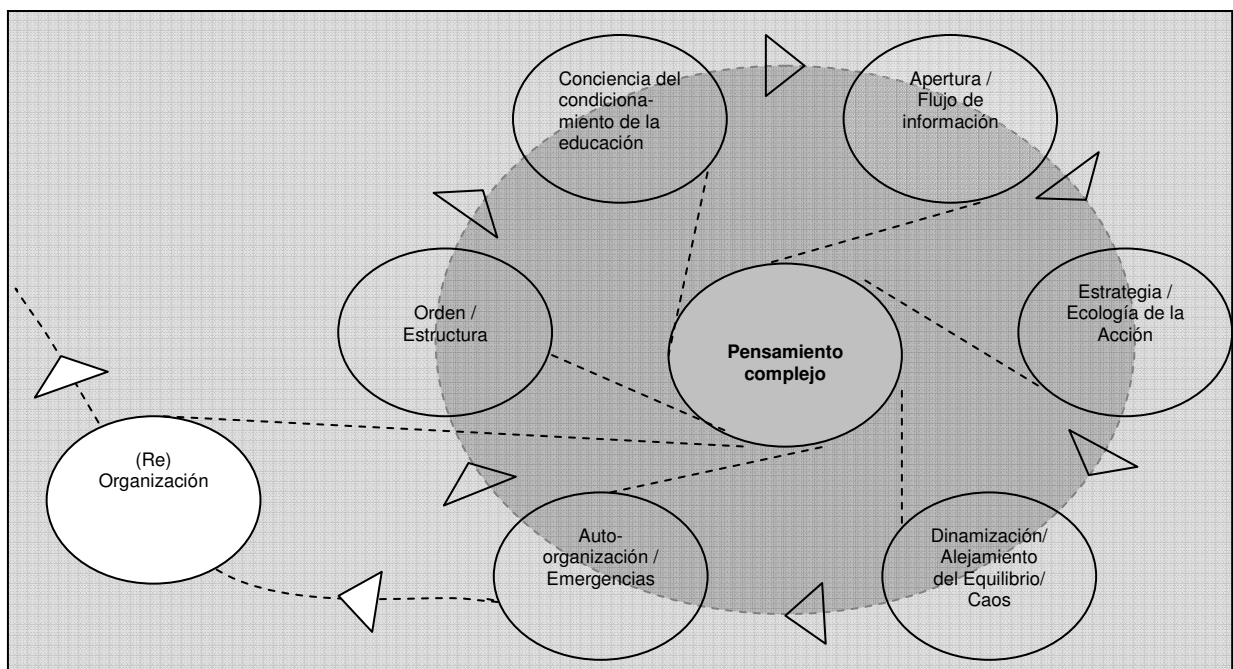 Conciencia del
condiciona-
miento de la
educación
Apertura /
Flujo de
información
Orden /
Estructura
Estrategia /
Ecología de la
Acción
Pensamiento
complejo
(Re)
Organización
Auto-
organización /
Emergencias
Dinamización/
Alejamiento
del Equilibrio/
Caos